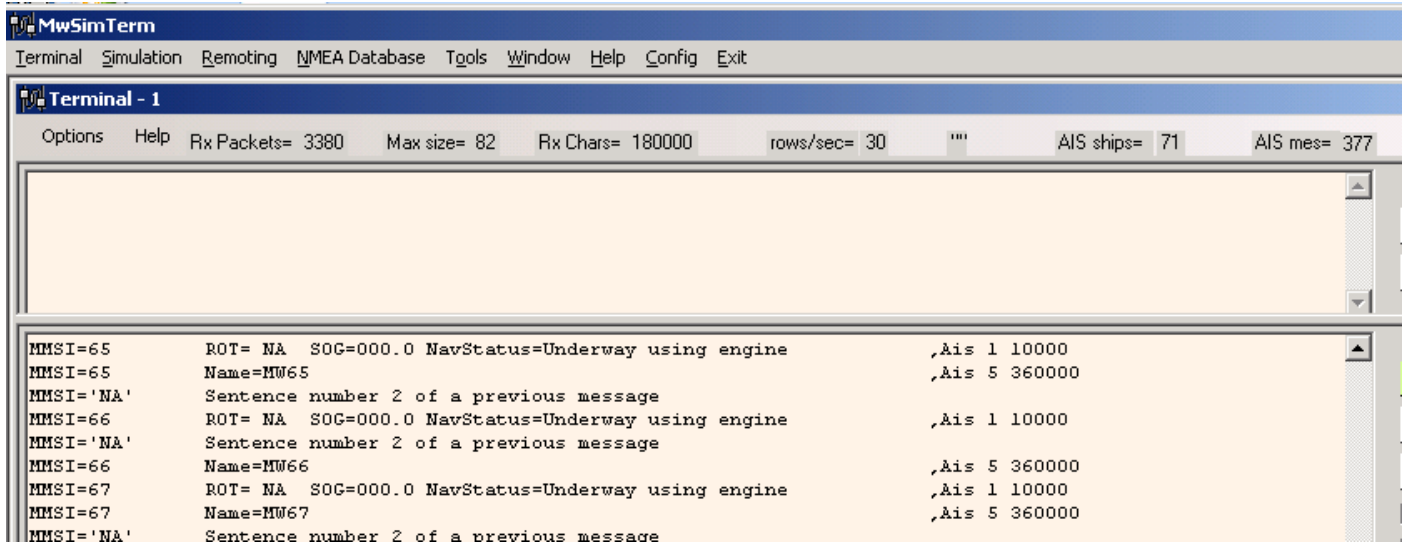 MwSimTerm
Terminal Simulation Remoting NMEA Database Tools Window Help Config Exit
Terminal - 1
Options Help Rx Packets= 3380 Max size= 82 Rx Chars= 180000 rows/sec= 30 "" AIS ships= 71 AIS mes= 377
MMSI=65 ROT= NA SOG=000.0 NavStatus=Underway using engine ,Ais 1 10000
MMSI=65 Name=MW65 ,Ais 5 360000
MMSI='NA' Sentence number 2 of a previous message
MMSI=66 ROT= NA SOG=000.0 NavStatus=Underway using engine ,Ais 1 10000
MMSI='NA' Sentence number 2 of a previous message
MMSI=66 Name=MW66 ,Ais 5 360000
MMSI=67 ROT= NA SOG=000.0 NavStatus=Underway using engine ,Ais 1 10000
MMSI=67 Name=MW67 ,Ais 5 360000
MMSI='NA' Sentence number 2 of a previous message